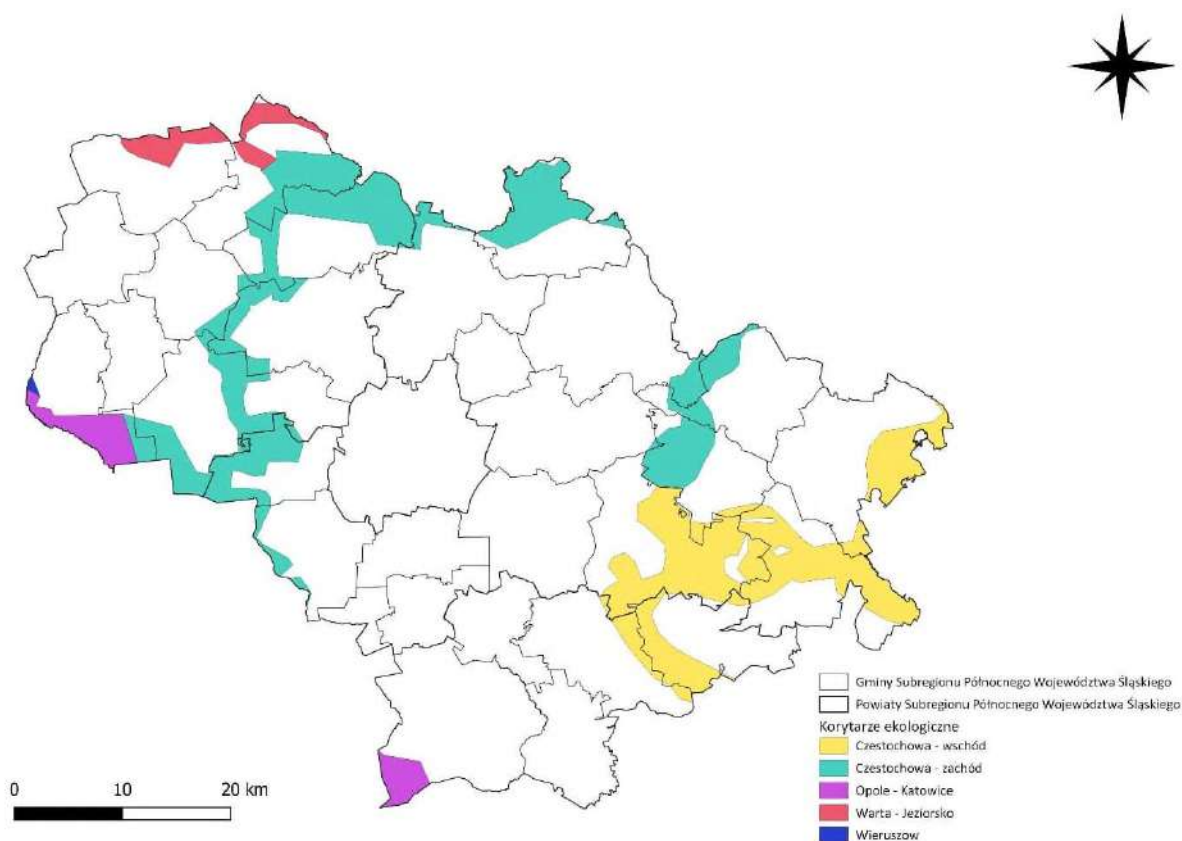 Gminy Subregionu Północnego Województwa Śląskiego
Powiaty Subregionu Północnego Województwa Śląskiego
Korytarze ekologiczne
Czestochowa - wschód
Czestochowa - zachód
Opole - Katowice
Warta - Jeziorsko
Wieruszow
0 10 20 km